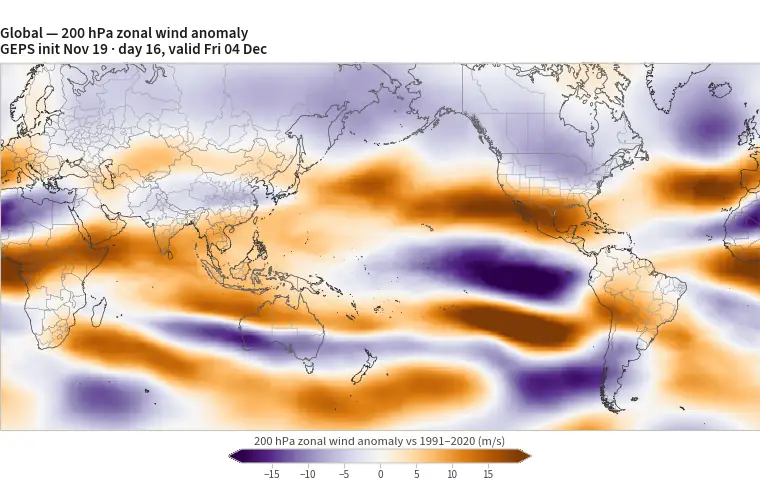 Global — 200 hPa zonal wind anomaly
GEPS init Nov 19 · day 16, valid Fri 04 Dec
200 hPa zonal wind anomaly vs 1991–2020 (m/s)
−15 −10 −5 0 5 10 15